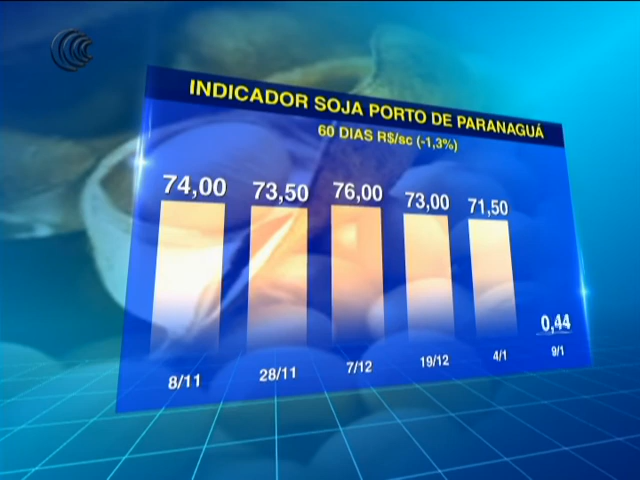 INDICADOR SOJA PORTO DE PARANAGUÁ
60 DIAS R$/sc (-1,3%)
74,00 73,50 76,00 73,00 71,50 0,44
8/11 28/11 7/12 19/12 4/1 9/1